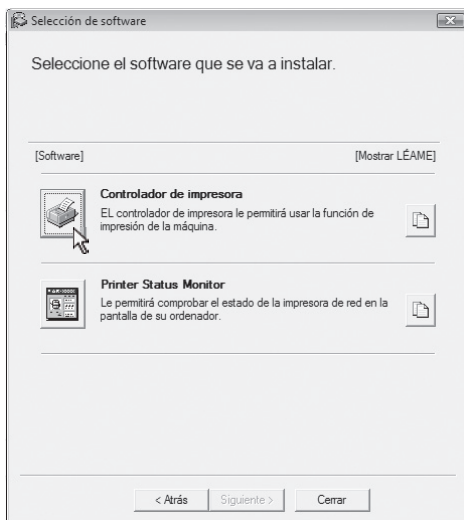 Selección de software
Seleccione el software que se va a instalar.
[Software]
[Mostrar LÉAME]
Controlador de impresora
EL controlador de impresora le permitirá usar la función de
impresión de la máquina.
Printer Status Monitor
Le permitirá comprobar el estado de la impresora de red en la
pantalla de su ordenador.
< Atrás
Siguiente >
Cerrar